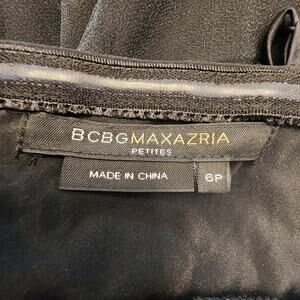 BCBGMAXAZRIA
PETITES
MADE IN CHINA
6P